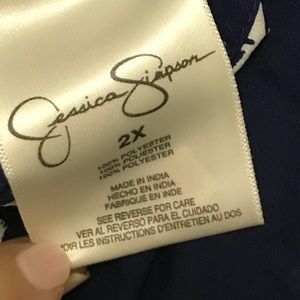 Jessica Simpson
2X
100% POLYESTER
100% POLIESTER
100% POLYESTER
MADE IN INDIA
HECHO EN INDIA
FABRIQUE EN INDE
SEE REVERSE FOR CARE
VER AL REVERSO PARA EL CUIDADO
VOIR LES INSTRUCTIONS D'ENTRETIEN AU DOS